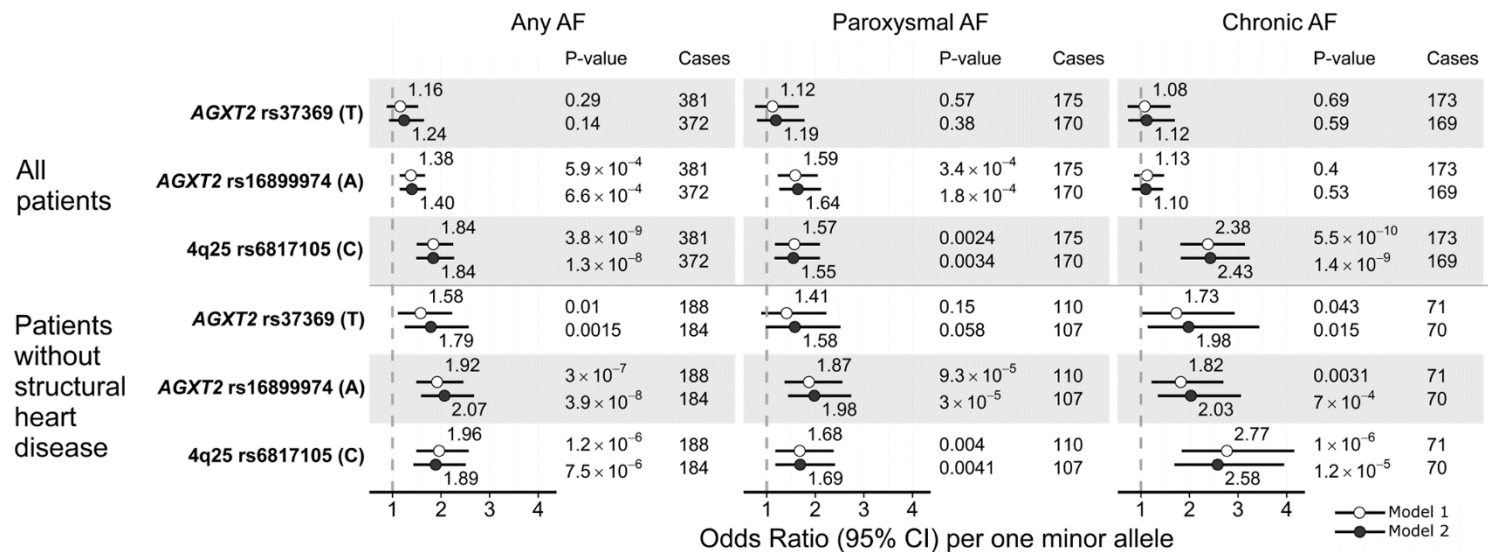 Any AF Paroxysmal AF Chronic AF
P-value Cases P-value Cases P-value Cases
All patients
AGXT2 rs37369 (T)
1.16 0.29 381 1.12 0.57 175 1.08 0.69 173
1.24 0.14 372 1.19 0.38 170 1.12 0.59 169
AGXT2 rs16899974 (A)
1.38 5.9 × 10⁻⁴ 381 1.59 3.4 × 10⁻⁴ 175 1.13 0.4 173
1.40 6.6 × 10⁻⁴ 372 1.64 1.8 × 10⁻⁴ 170 1.10 0.53 169
4q25 rs6817105 (C)
1.84 3.8 × 10⁻⁹ 381 1.57 0.0024 175 2.38 5.5 × 10⁻¹⁰ 173
1.84 1.3 × 10⁻⁸ 372 1.55 0.0034 170 2.43 1.4 × 10⁻⁹ 169
Patients
without
structural
heart
disease
AGXT2 rs37369 (T)
1.58 0.01 188 1.41 0.15 110 1.73 0.043 71
1.79 0.0015 184 1.58 0.058 107 1.98 0.015 70
AGXT2 rs16899974 (A)
1.92 3 × 10⁻⁷ 188 1.87 9.3 × 10⁻⁵ 110 1.82 0.0031 71
2.07 3.9 × 10⁻⁸ 184 1.98 3 × 10⁻⁵ 107 2.03 7 × 10⁻⁴ 70
4q25 rs6817105 (C)
1.96 1.2 × 10⁻⁶ 188 1.68 0.004 110 2.77 1 × 10⁻⁶ 71
1.89 7.5 × 10⁻⁶ 184 1.69 0.0041 107 2.58 1.2 × 10⁻⁵ 70
1 2 3 4 1 2 3 4 1 2 3 4
Odds Ratio (95% CI) per one minor allele
Model 1
Model 2